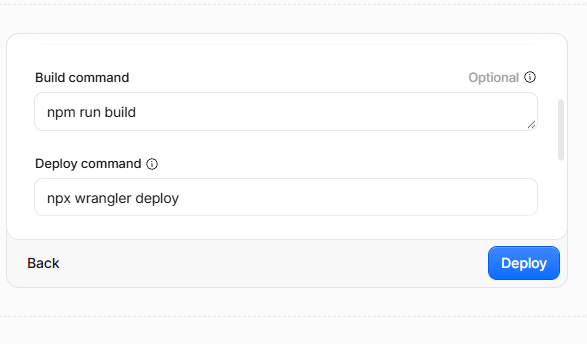 Build command
Optional
npm run build
Deploy command
npx wrangler deploy
Back
Deploy